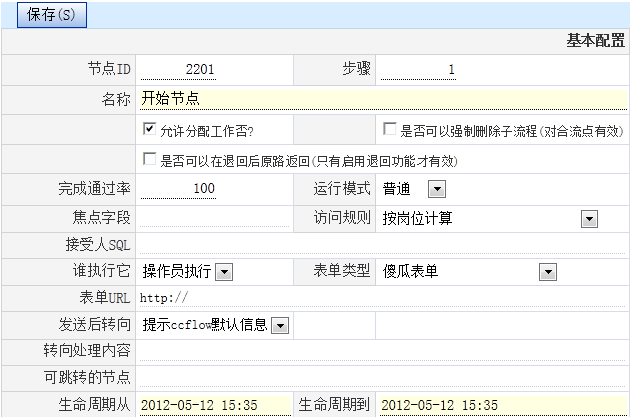 保存(S)
基本配置
节点ID 2201 步骤 1
名称 开始节点
允许分配工作否? 是否可以强制删除子流程(对合流点有效)
是否可以在退回后原路返回(只有启用退回功能才有效)
完成通过率 100 运行模式 普通
焦点字段 访问规则 按岗位计算
接受人SQL
谁执行它 操作员执行 表单类型 傻瓜表单
表单URL http://
发送后转向 提示ccflow默认信息
转向处理内容
可跳转的节点
生命周期从 2012-05-12 15:35 生命周期到 2012-05-12 15:35